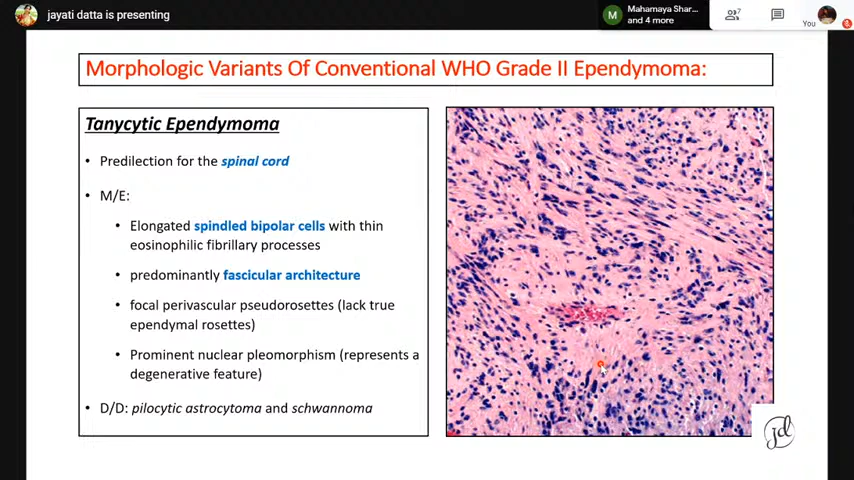 jayati datta is presenting
M
Mahamaya Shar...
and 4 more
7
You
Morphologic Variants Of Conventional WHO Grade II Ependymoma:
Tanycytic Ependymoma
• Predilection for the spinal cord
• M/E:
• Elongated spindled bipolar cells with thin
eosinophilic fibrillary processes
• predominantly fascicular architecture
• focal perivascular pseudorosettes (lack true
ependymal rosettes)
• Prominent nuclear pleomorphism (represents a
degenerative feature)
• D/D: pilocytic astrocytoma and schwannoma
jd